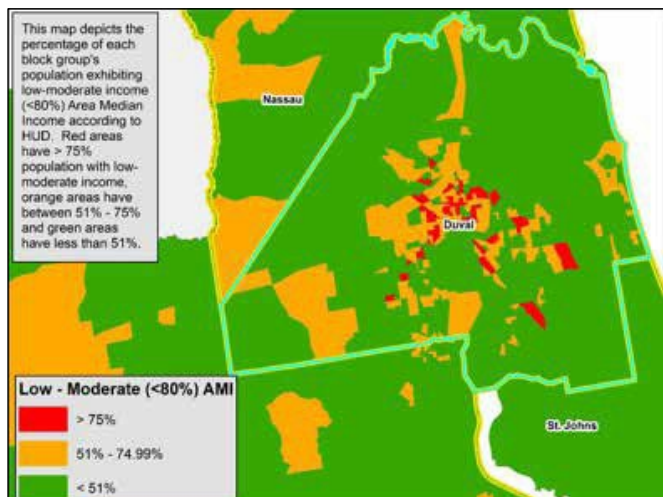 This map depicts the
percentage of each
block group's
population exhibiting
low-moderate income
(<80%) Area Median
Income according to
HUD. Red areas
have > 75%
population with low-
moderate income,
orange areas have
between 51% - 75%
and green areas
have less than 51%.
Nassau
Duval
St. Johns
Low - Moderate (<80%) AMI
> 75%
51% - 74.99%
< 51%